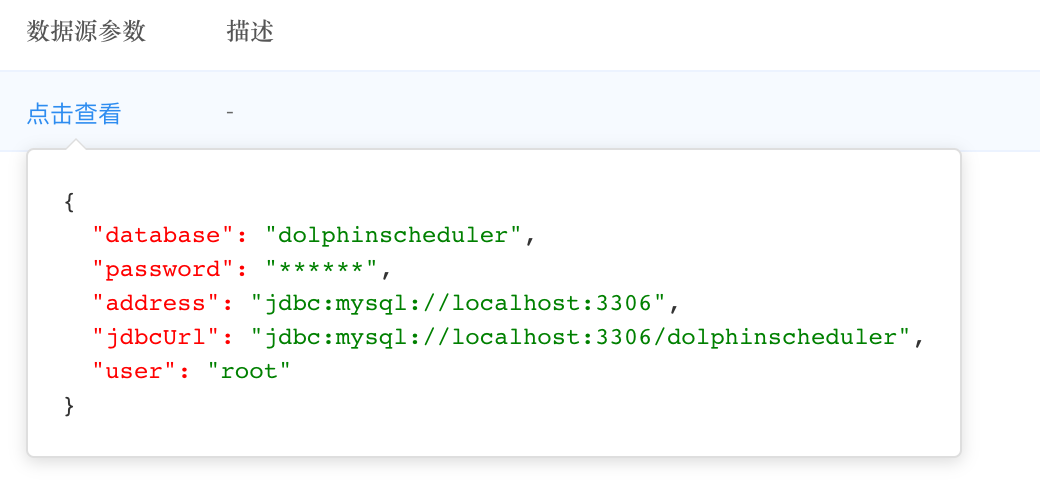 数据源参数 描述
点击查看 -
{
  "database": "dolphinscheduler",
  "password": "******",
  "address": "jdbc:mysql://localhost:3306",
  "jdbcUrl": "jdbc:mysql://localhost:3306/dolphinscheduler",
  "user": "root"
}